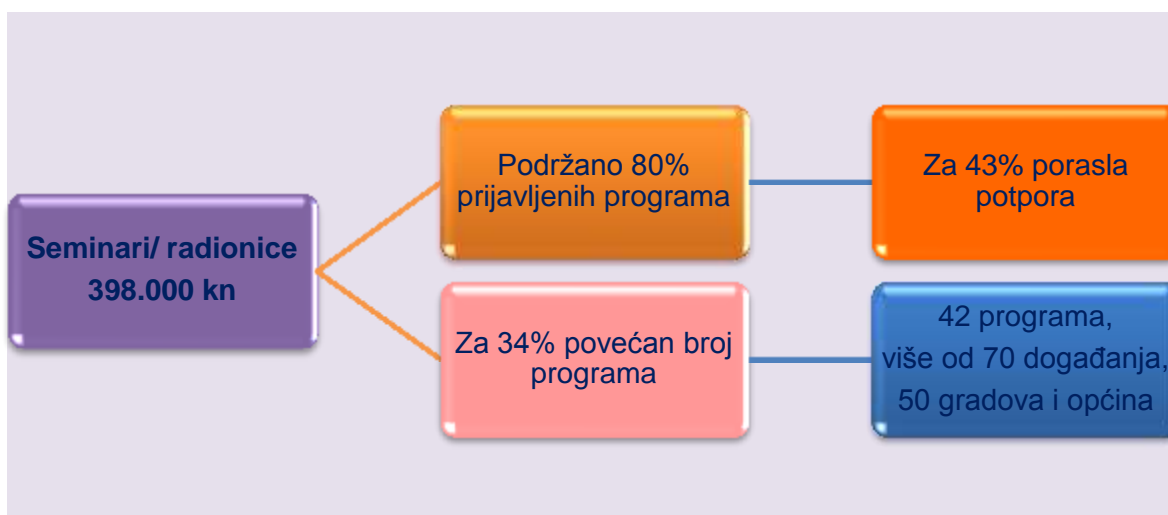 Seminari/ radionice
398.000 kn
Podržano 80%
prijavljenih programa
Za 43% porasla
potpora
Za 34% povećan broj
programa
42 programa,
više od 70 događanja,
50 gradova i općina